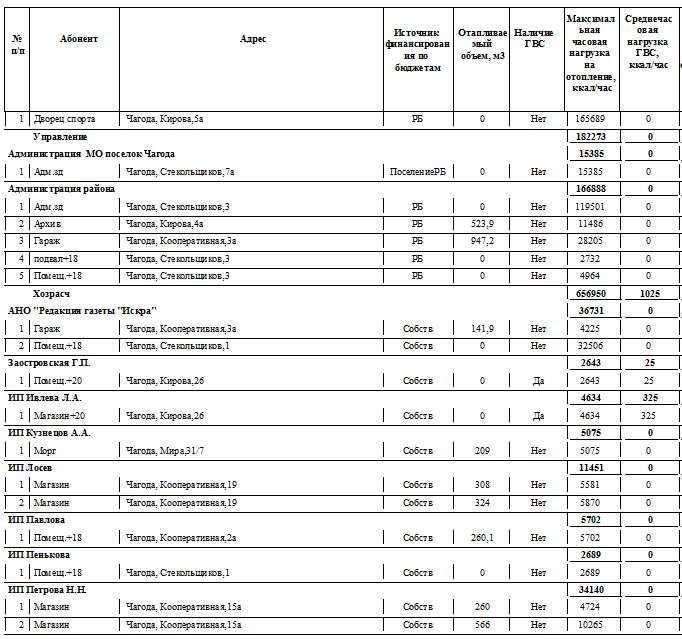 № п/п Абонент Адрес Источник финансирования по бюджетам Отапливаемый объем, м3 Наличие ГВС Максимальная часовая нагрузка на отопление, ккал/час Среднечасовая нагрузка ГВС, ккал/час
1 Дворец спорта Чагода, Кирова,5а РБ 0 Нет 165689 0
Управление 182273 0
Администрация МО поселок Чагода 15385 0
1 Адм.зд Чагода, Стекольщиков,7а ПоселениеРБ 0 Нет 15385 0
Администрация района 166888 0
1 Адм.зд Чагода, Стекольщиков,3 РБ 0 Нет 119501 0
2 Архив Чагода, Кирова,4а РБ 523,9 Нет 11486 0
3 Гараж Чагода, Кооперативная,3а РБ 947,2 Нет 28205 0
4 подвал+18 Чагода, Стекольщиков,3 РБ 0 Нет 2732 0
5 Помещ.+18 Чагода, Стекольщиков,3 РБ 0 Нет 4964 0
Хозрасч 656950 1025
АНО "Редакция газеты "Искра" 36731 0
1 Гараж Чагода, Кооперативная,3а Собств 141,9 Нет 4225 0
2 Помещ.+18 Чагода, Стекольщиков,1 Собств 0 Нет 32506 0
Заостровская Г.П. 2643 25
1 Помещ.+20 Чагода, Кирова,2б Собств 0 Да 2643 25
ИП Ивлева Л.А. 4634 325
1 Магазин+20 Чагода, Кирова,2б Собств 0 Да 4634 325
ИП Кузнецов А.А. 5075 0
1 Морг Чагода, Мира,31/7 Собств 209 Нет 5075 0
ИП Лосев 11451 0
1 Магазин Чагода, Кооперативная,19 Собств 308 Нет 5581 0
2 Магазин Чагода, Кооперативная,19 Собств 324 Нет 5870 0
ИП Павлова 5702 0
1 Помещ.+18 Чагода, Кооперативная,2а Собств 260,1 Нет 5702 0
ИП Пенькова 2689 0
1 Помещ.+18 Чагода, Стекольщиков,1 Собств 0 Нет 2689 0
ИП Петрова Н.Н. 34140 0
1 Магазин Чагода, Кооперативная,15а Собств 260 Нет 4724 0
2 Магазин Чагода, Кооперативная,15а Собств 566 Нет 10265 0